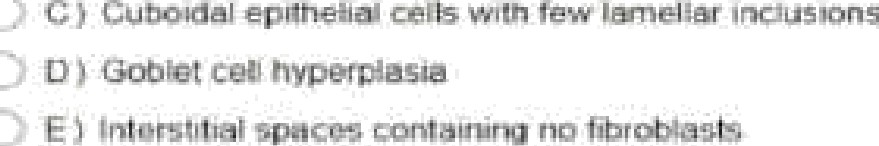 C) Cuboidal epithelial cells with few lamellar inclusions
D) Goblet cell hyperplasia
E) Interstitial spaces containing no fibroblasts